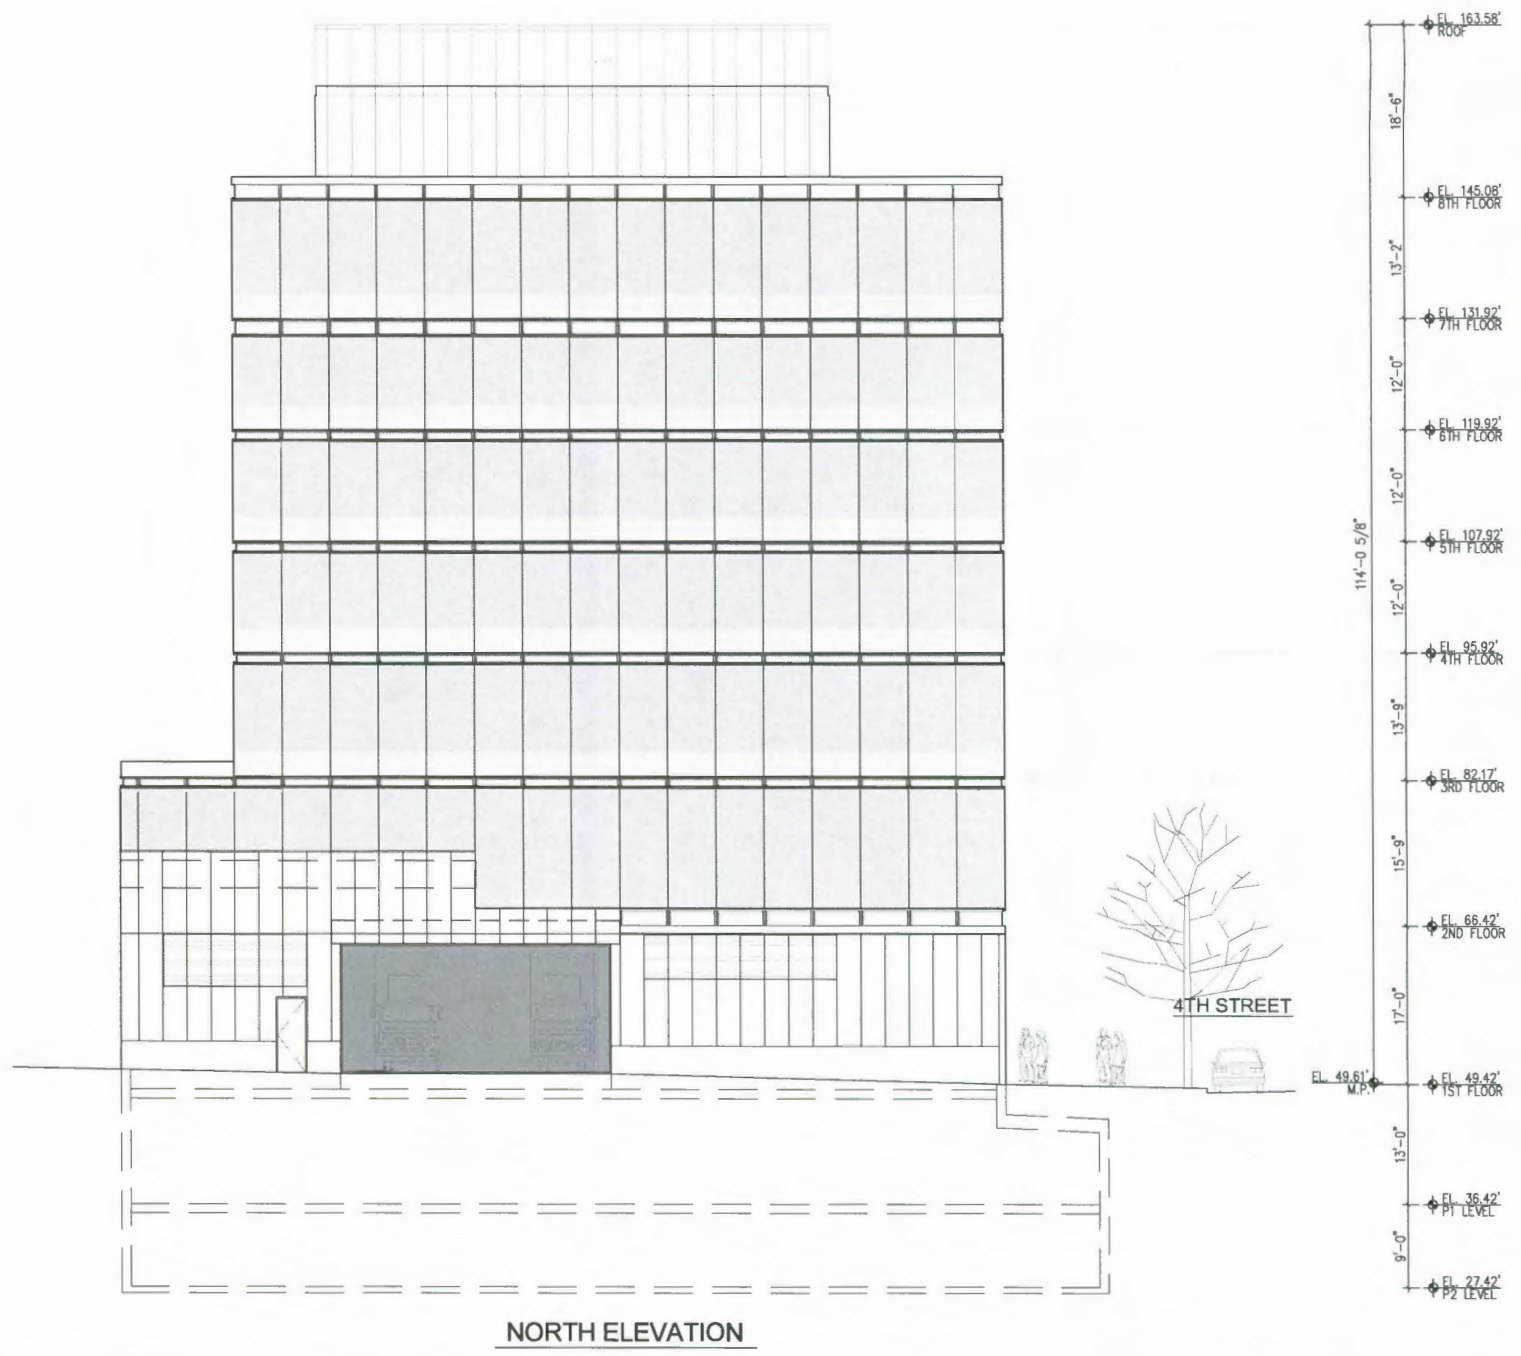 EL. 163.58'
ROOF
18'-6"
EL. 145.08'
8TH FLOOR
13'-2"
EL. 131.92'
7TH FLOOR
12'-0"
EL. 119.92'
6TH FLOOR
12'-0"
EL. 107.92'
5TH FLOOR
114'-0 5/8"
12'-0"
EL. 95.92'
4TH FLOOR
13'-9"
EL. 82.17'
3RD FLOOR
15'-9"
EL. 66.42'
2ND FLOOR
17'-0"
4TH STREET
EL. 49.61'
M.P.
EL. 49.42'
1ST FLOOR
13'-0"
EL. 36.42'
P1 LEVEL
9'-0"
EL. 27.42'
P2 LEVEL
NORTH ELEVATION